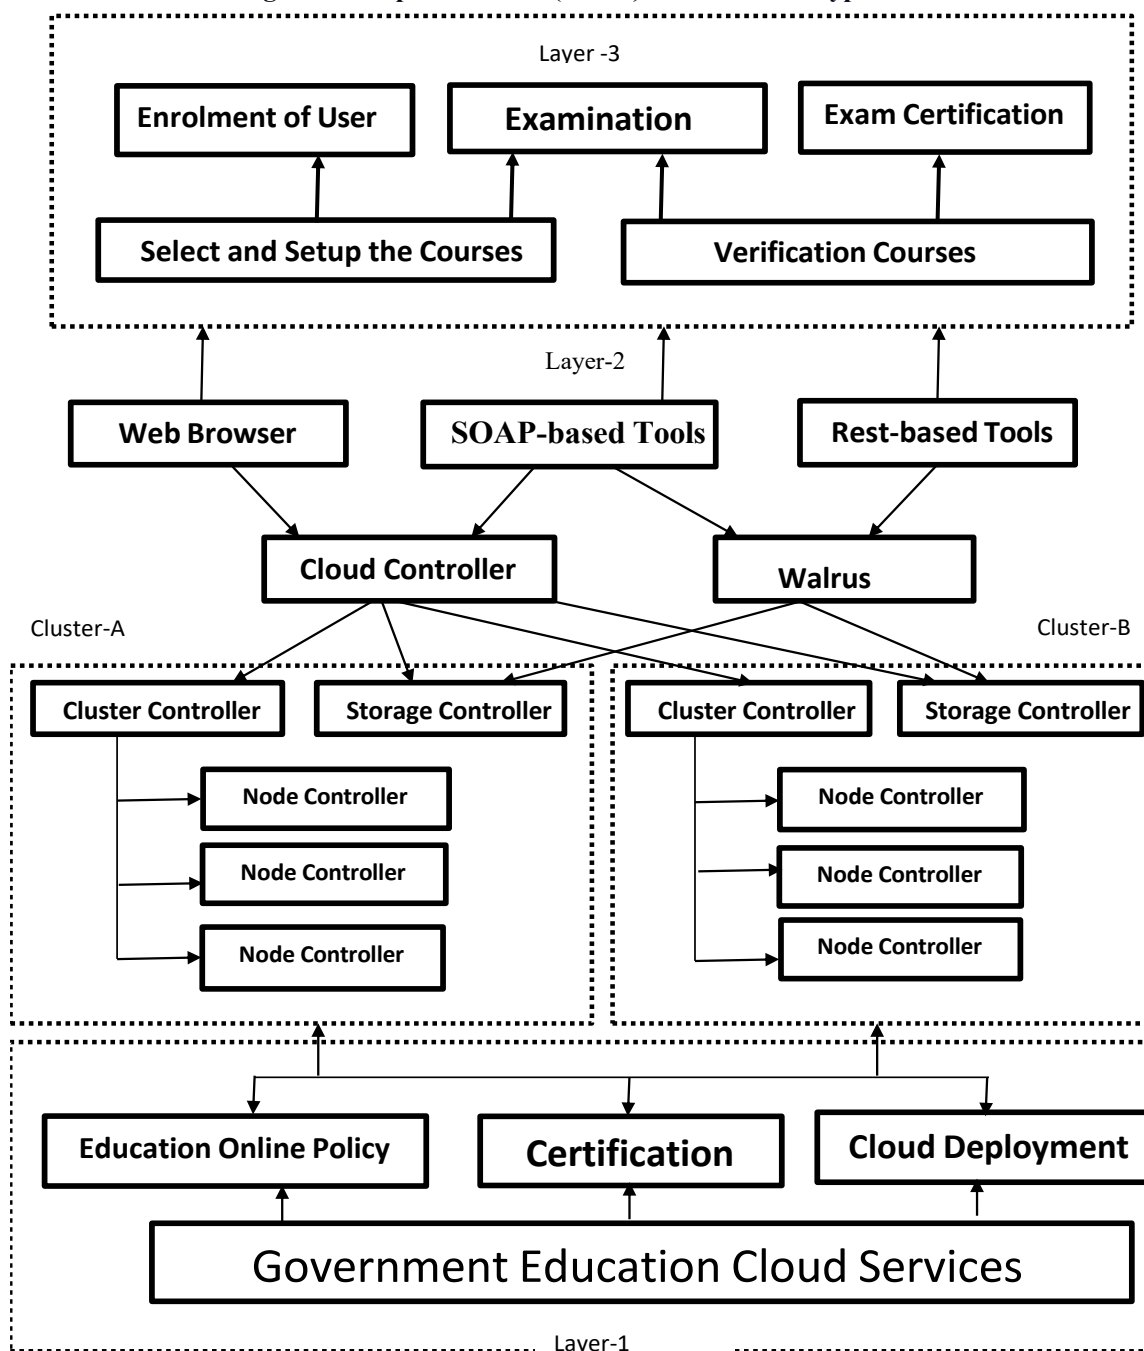 Layer -3
Enrolment of User
Examination
Exam Certification
Select and Setup the Courses
Verification Courses
Layer-2
Web Browser
SOAP-based Tools
Rest-based Tools
Cloud Controller
Walrus
Cluster-A
Cluster-B
Cluster Controller
Storage Controller
Cluster Controller
Storage Controller
Node Controller
Node Controller
Node Controller
Node Controller
Node Controller
Node Controller
Education Online Policy
Certification
Cloud Deployment
Government Education Cloud Services
Layer-1